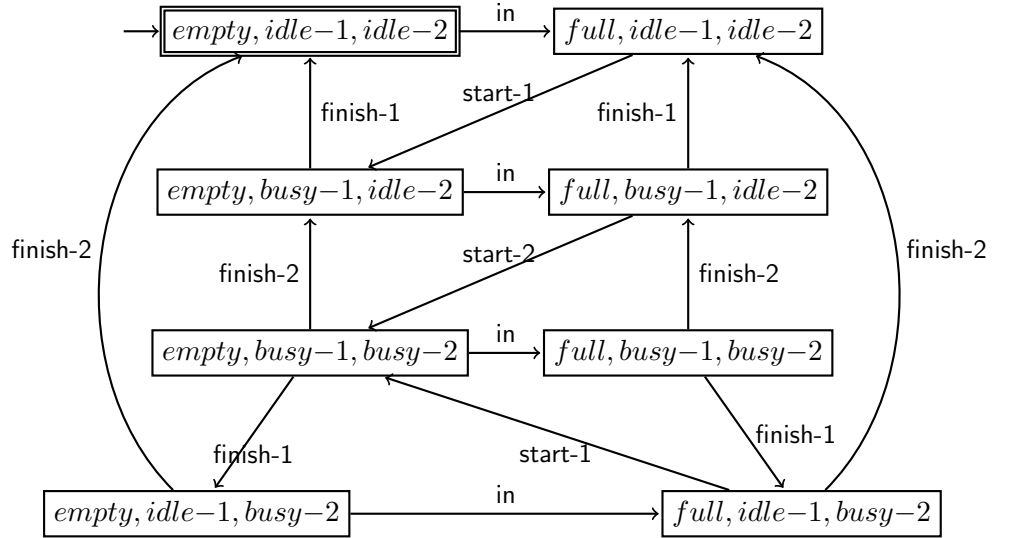 in
empty, idle−1, idle−2
full, idle−1, idle−2
start-1
finish-1
finish-1
in
empty, busy−1, idle−2
full, busy−1, idle−2
finish-2
start-2
finish-2
finish-2
finish-2
in
empty, busy−1, busy−2
full, busy−1, busy−2
finish-1
start-1
finish-1
in
empty, idle−1, busy−2
full, idle−1, busy−2